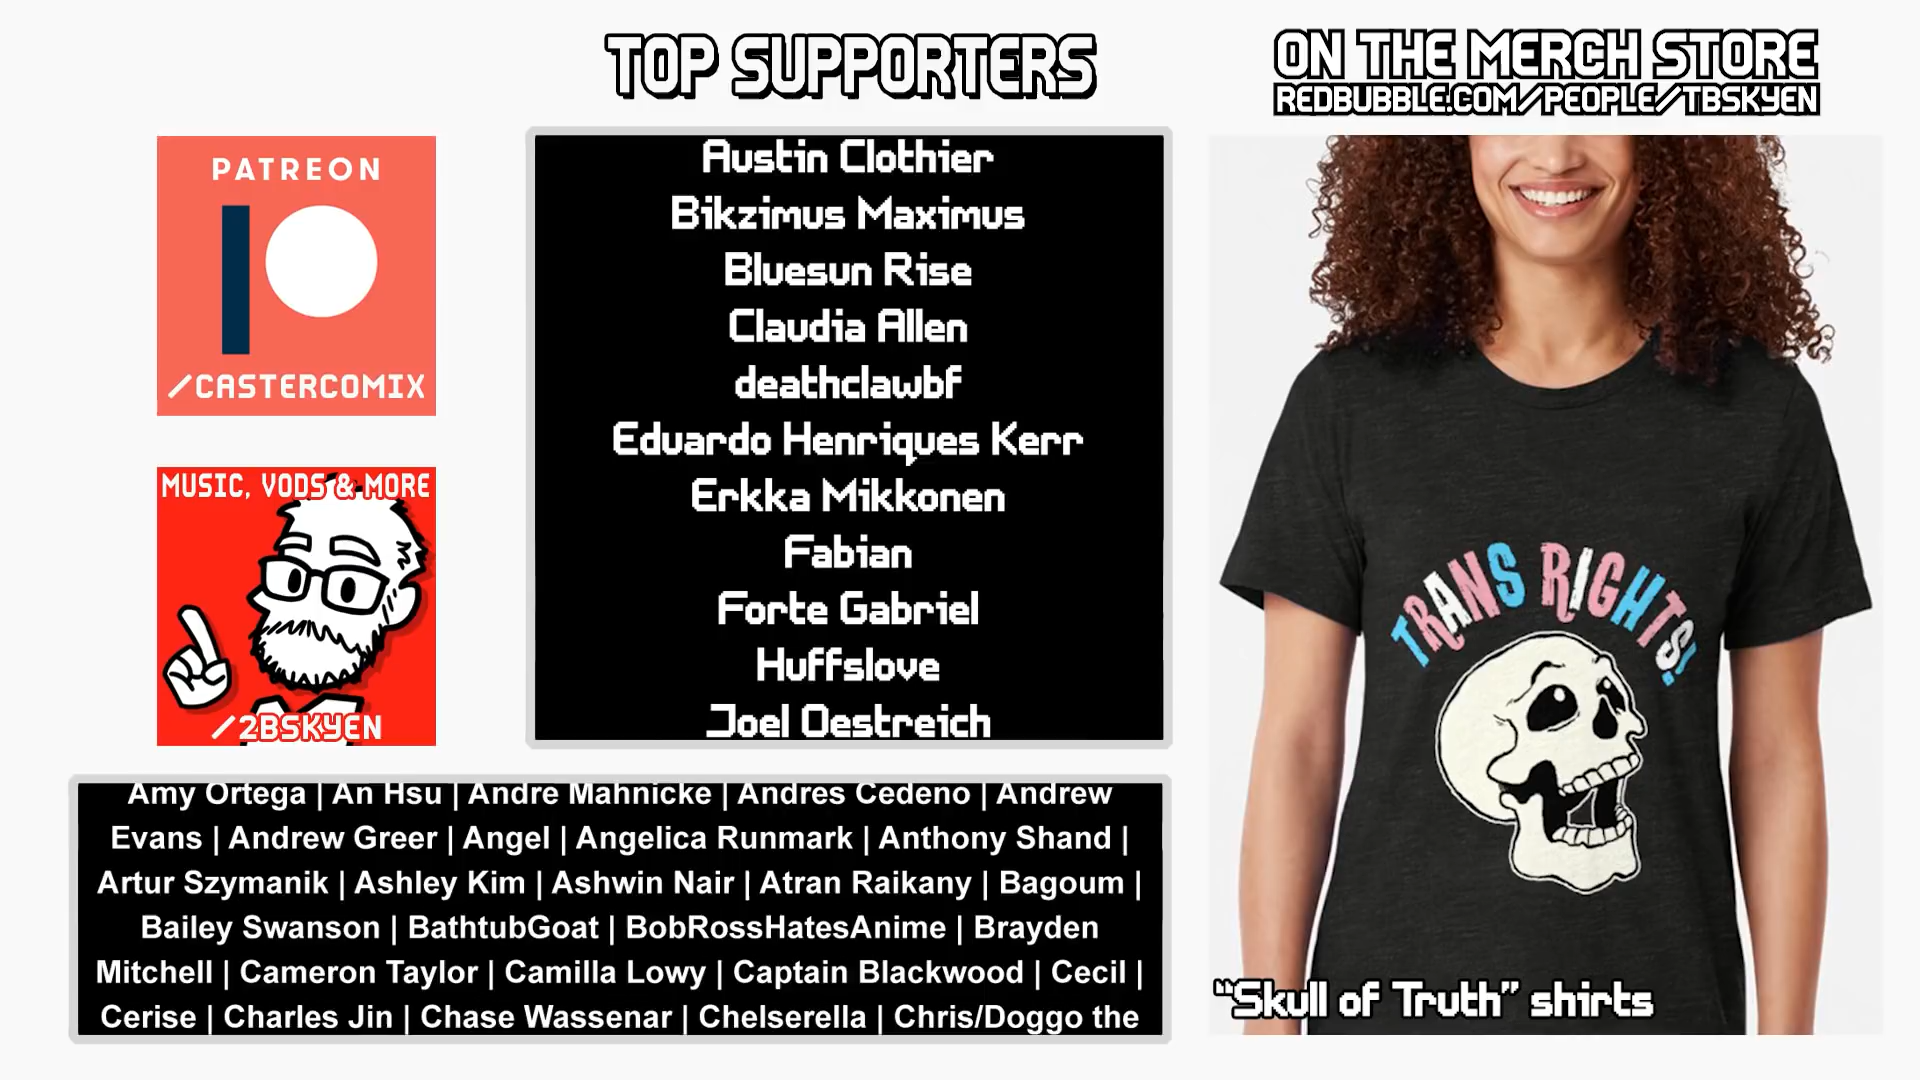 TOP SUPPORTERS
ON THE MERCH STORE
REDBUBBLE.COM/PEOPLE/TBSKYEN
PATREON
/CASTERCOMIX
MUSIC, VODS & MORE
/2BSKYEN
Austin Clothier
Bikzimus Maximus
Bluesun Rise
Claudia Allen
deathclawbf
Eduardo Henriques Kerr
Erkka Mikkonen
Fabian
Forte Gabriel
Huffslove
Joel Oestreich
Amy Ortega | An Hsu | Andre Mahnicke | Andres Cedeno | Andrew
Evans | Andrew Greer | Angel | Angelica Runmark | Anthony Shand |
Artur Szymanik | Ashley Kim | Ashwin Nair | Atran Raikany | Bagoum |
Bailey Swanson | BathtubGoat | BobRossHatesAnime | Brayden
Mitchell | Cameron Taylor | Camilla Lowy | Captain Blackwood | Cecil |
Cerise | Charles Jin | Chase Wassenar | Chelserella | Chris/Doggo the
TRANS RIGHTS!
“Skull of Truth” shirts